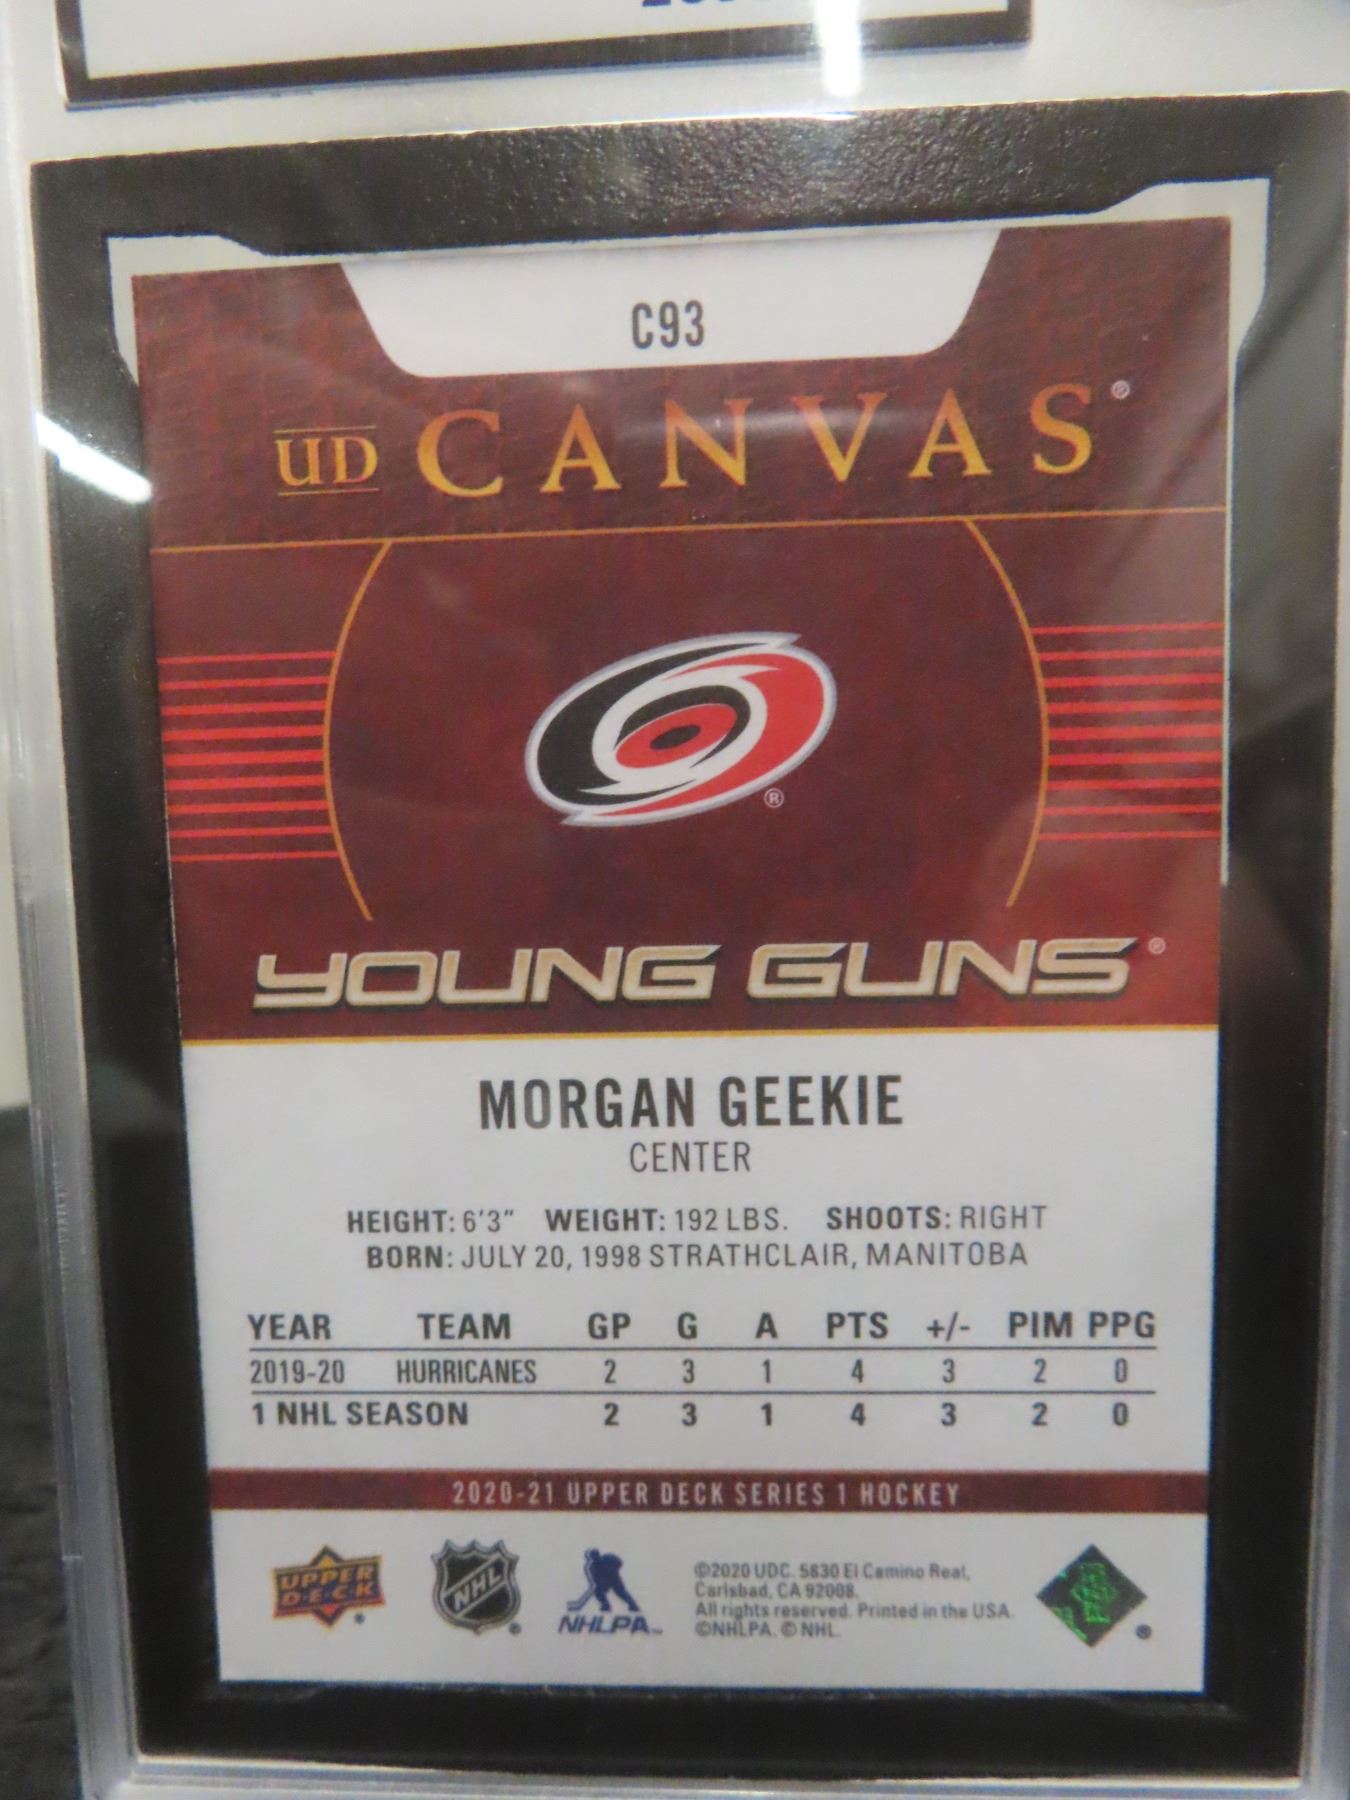 C93
UD CANVAS®
®
YOUNG GUNS®
MORGAN GEEKIE
CENTER
HEIGHT: 6'3" WEIGHT: 192 LBS. SHOOTS: RIGHT
BORN: JULY 20, 1998 STRATHCLAIR, MANITOBA
YEAR TEAM GP G A PTS +/- PIM PPG
2019-20 HURRICANES 2 3 1 4 3 2 0
1 NHL SEASON 2 3 1 4 3 2 0
2020-21 UPPER DECK SERIES 1 HOCKEY
UPPER DECK
NHL
NHLPA
©2020 UDC. 5830 El Camino Real,
Carlsbad, CA 92008.
All rights reserved. Printed in the USA.
©NHLPA. © NHL.